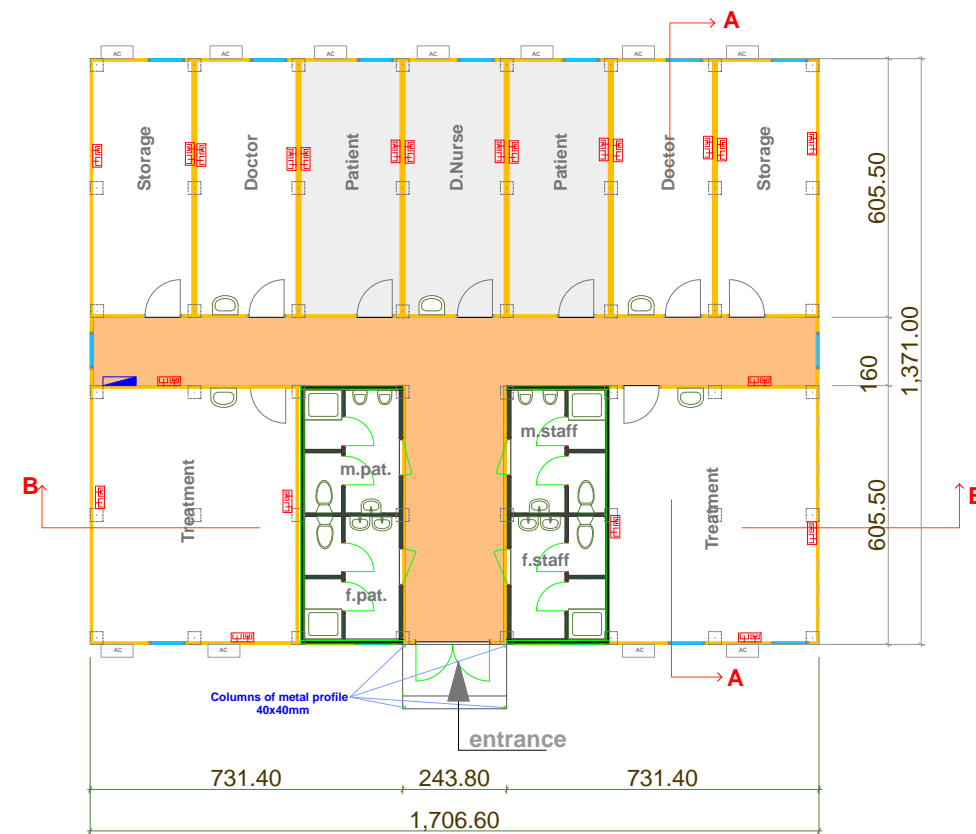 A
AC
AC
AC
AC
AC
AC
AC
Storage
Doctor
Patient
D.Nurse
Patient
Doctor
Storage
605.50
160
1,371.00
m.pat.
m.staff
B
Treatment
Treatment
B
605.50
f.pat.
f.staff
AC
AC
AC
AC
A
Columns of metal profile
40x40mm
entrance
731.40
243.80
731.40
1,706.60